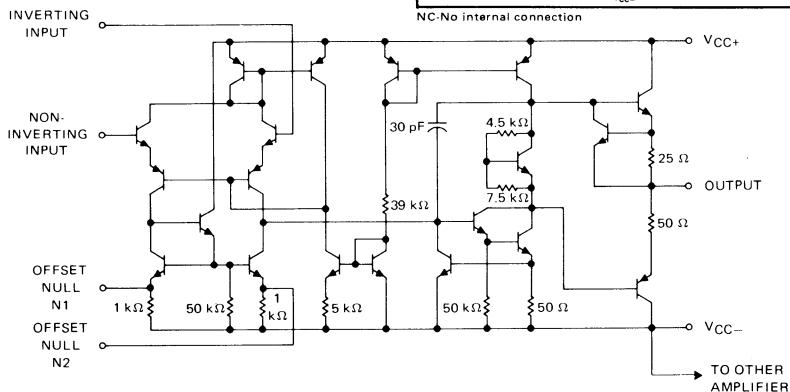 VCC−
NC-No internal connection
INVERTING
INPUT
VCC+
NON-
INVERTING
INPUT
30 pF
4.5 kΩ
7.5 kΩ
25 Ω
OUTPUT
39 kΩ
50 Ω
OFFSET
NULL
N1
1 kΩ
50 kΩ
1
kΩ
5 kΩ
50 kΩ
50 Ω
OFFSET
NULL
N2
VCC−
TO OTHER
AMPLIFIER